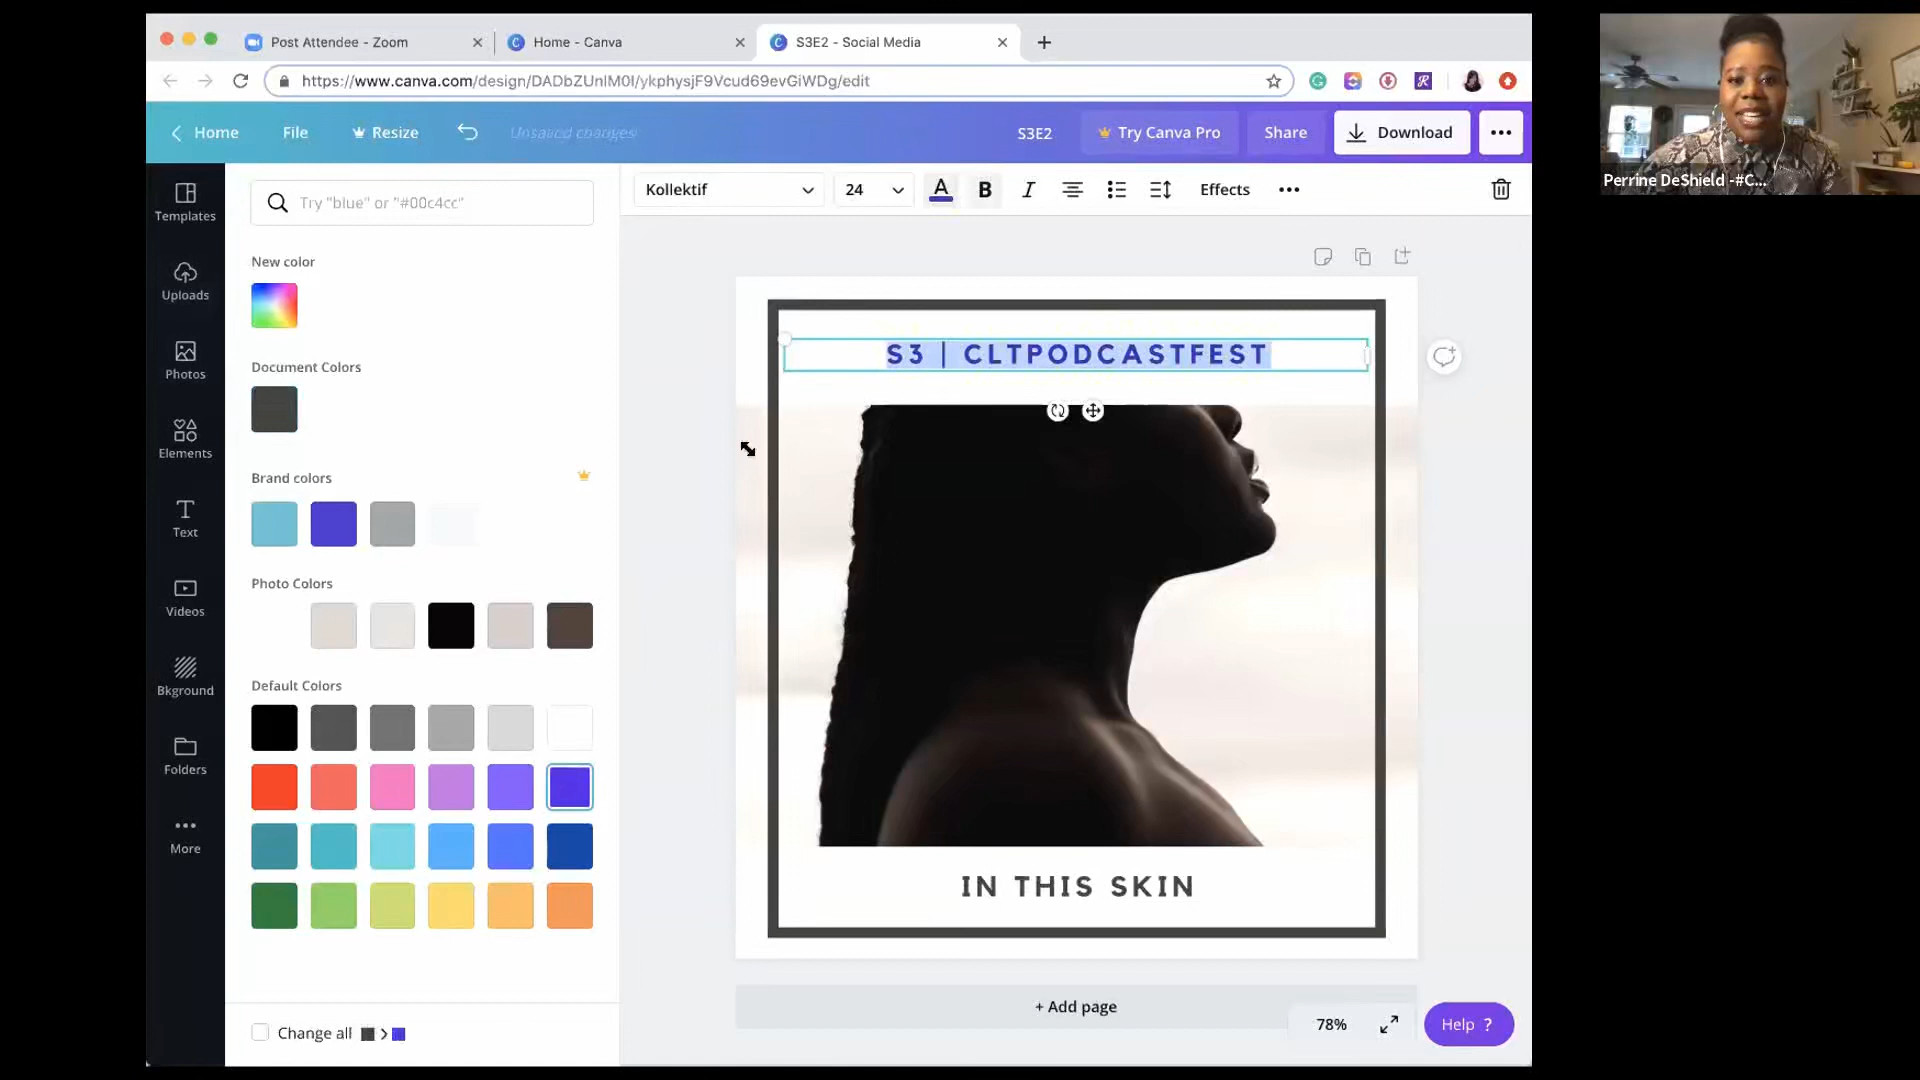 Post Attendee - Zoom
Home - Canva
S3E2 - Social Media
https://www.canva.com/design/DADbZUnIM0I/ykphysjF9Vcud69evGiWDg/edit
Home
File
Resize
Unsaved changes
S3E2
Try Canva Pro
Share
Download
Templates
Uploads
Photos
Elements
Text
Videos
Bkground
Folders
More
Try "blue" or "#00c4cc"
New color
Document Colors
Brand colors
Photo Colors
Default Colors
Change all
Kollektif
24
A
B
I
Effects
S3 | CLTPODCASTFEST
IN THIS SKIN
+ Add page
78%
Help ?
Perrine DeShield -#C...